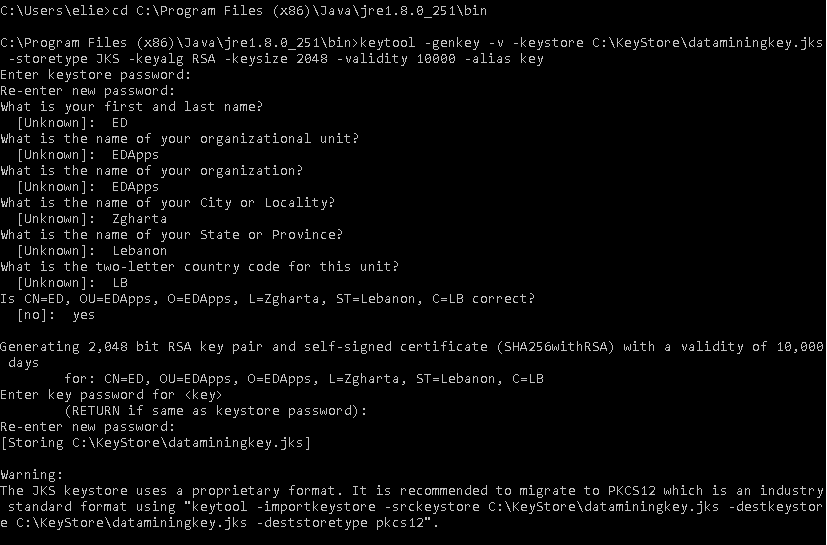 C:\Users\elie>cd C:\Program Files (x86)\Java\jre1.8.0_251\bin
C:\Program Files (x86)\Java\jre1.8.0_251\bin>keytool -genkey -v -keystore C:\KeyStore\dataminingkey.jks
-storetype JKS -keyalg RSA -keysize 2048 -validity 10000 -alias key
Enter keystore password:
Re-enter new password:
What is your first and last name?
[Unknown]:  ED
What is the name of your organizational unit?
[Unknown]:  EDApps
What is the name of your organization?
[Unknown]:  EDApps
What is the name of your City or Locality?
[Unknown]:  Zgharta
What is the name of your State or Province?
[Unknown]:  Lebanon
What is the two-letter country code for this unit?
[Unknown]:  LB
Is CN=ED, OU=EDApps, O=EDApps, L=Zgharta, ST=Lebanon, C=LB correct?
[no]:  yes
Generating 2,048 bit RSA key pair and self-signed certificate (SHA256withRSA) with a validity of 10,000
days
for: CN=ED, OU=EDApps, O=EDApps, L=Zgharta, ST=Lebanon, C=LB
Enter key password for <key>
(RETURN if same as keystore password):
Re-enter new password:
[Storing C:\KeyStore\dataminingkey.jks]
Warning:
The JKS keystore uses a proprietary format. It is recommended to migrate to PKCS12 which is an industry
standard format using "keytool -importkeystore -srckeystore C:\KeyStore\dataminingkey.jks -destkeystor
e C:\KeyStore\dataminingkey.jks -deststoretype pkcs12".